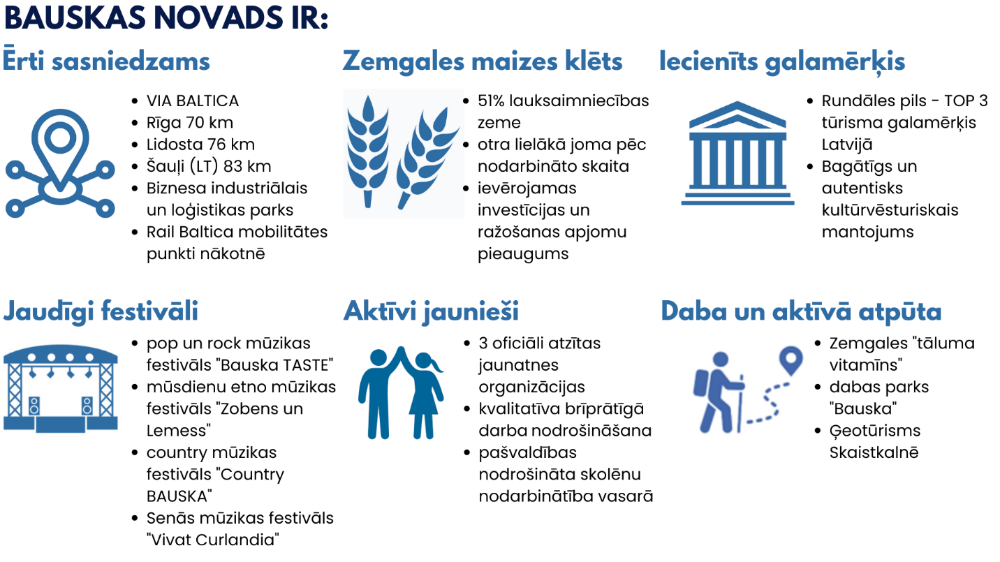 BAUSKAS NOVADS IR:
Ērti sasniedzams
VIA BALTICA
Rīga 70 km
Lidosta 76 km
Šauļi (LT) 83 km
Biznesa industriālais
un loģistikas parks
Rail Baltica mobilitātes
punkti nākotnē
Zemgales maizes klēts
51% lauksaimniecības
zeme
otra lielākā joma pēc
nodarbināto skaita
ievērojamas
investīcijas un
ražošanas apjomu
pieaugums
Iecienīts galamērķis
Rundāles pils - TOP 3
tūrisma galamērķis
Latvijā
Bagātīgs un
autentisks
kultūrvēsturiskais
mantojums
Jaudīgi festivāli
pop un rock mūzikas
festivāls "Bauska TASTE"
mūsdienu etno mūzikas
festivāls "Zobens un
Lemess"
country mūzikas
festivāls "Country
BAUSKA"
Senās mūzikas festivāls
"Vivat Curlandia"
Aktīvi jaunieši
3 oficiāli atzītas
jaunatnes
organizācijas
kvalitatīva brīprātīgā
darba nodrošināšana
pašvaldības
nodrošināta skolēnu
nodarbinātība vasarā
Daba un aktīvā atpūta
Zemgales "tāluma
vitamīns"
dabas parks
"Bauska"
Ģeotūrisms
Skaistkalnē